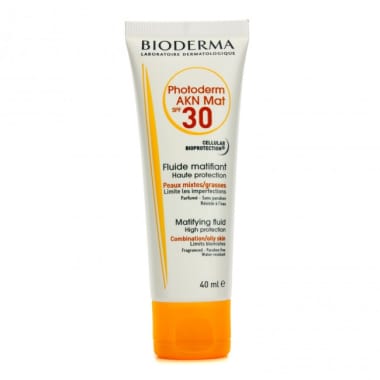 BIODERMA
LABORATOIRE DERMATOLOGIQUE
Photoderm
AKN Mat
SPF 30
CELLULAR
BIOPROTECTION®
Fluide matifiant
Haute protection
Peaux mixtes/grasses
Limite les imperfections
Parfumé - Sans paraben
Résiste à l'eau
Matifying fluid
High protection
Combination/oily skin
Limits blemishes
Fragranced - Paraben free
Water resistant
40 ml e